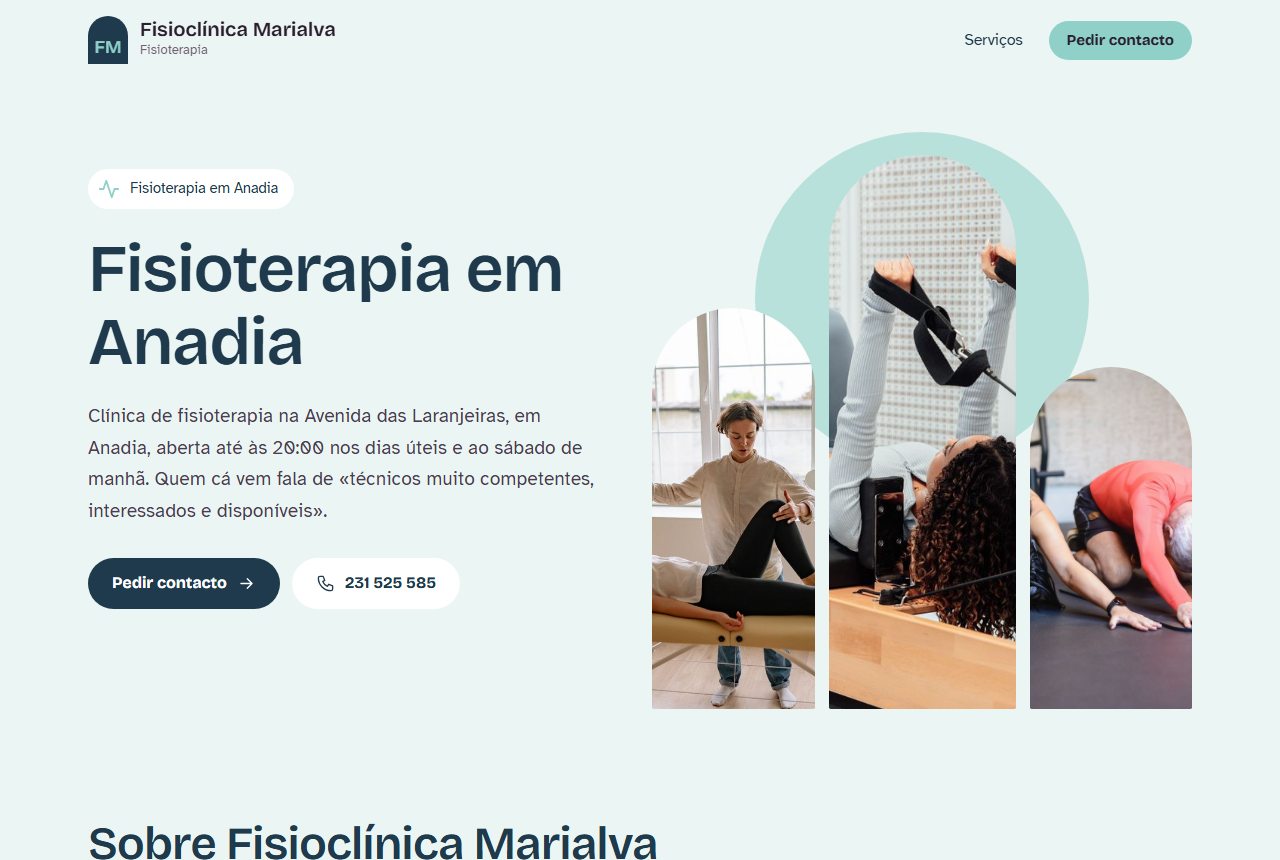 FM
Fisioclínica Marialva
Fisioterapia
Serviços
Pedir contacto
Fisioterapia em Anadia
Fisioterapia em
Anadia
Clínica de fisioterapia na Avenida das Laranjeiras, em
Anadia, aberta até às 20:00 nos dias úteis e ao sábado de
manhã. Quem cá vem fala de «técnicos muito competentes,
interessados e disponíveis».
Pedir contacto
231 525 585
Sobre Fisioclínica Marialva